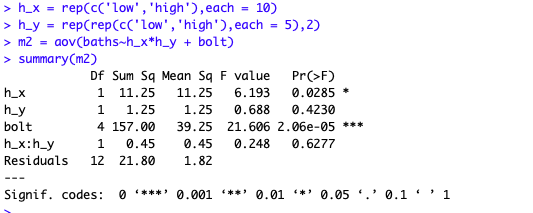 > h_x = rep(c('low','high'),each = 10)
> h_y = rep(rep(c('low','high'),each = 5),2)
> m2 = aov(baths~h_x*h_y + bolt)
> summary(m2)
            Df Sum Sq Mean Sq F value   Pr(>F)
h_x          1  11.25   11.25   6.193   0.0285 *
h_y          1   1.25    1.25   0.688   0.4230
bolt         4 157.00   39.25  21.606 2.06e-05 ***
h_x:h_y      1   0.45    0.45   0.248   0.6277
Residuals   12  21.80    1.82
---
Signif. codes:  0 ‘***’ 0.001 ‘**’ 0.01 ‘*’ 0.05 ‘.’ 0.1 ‘ ’ 1
>